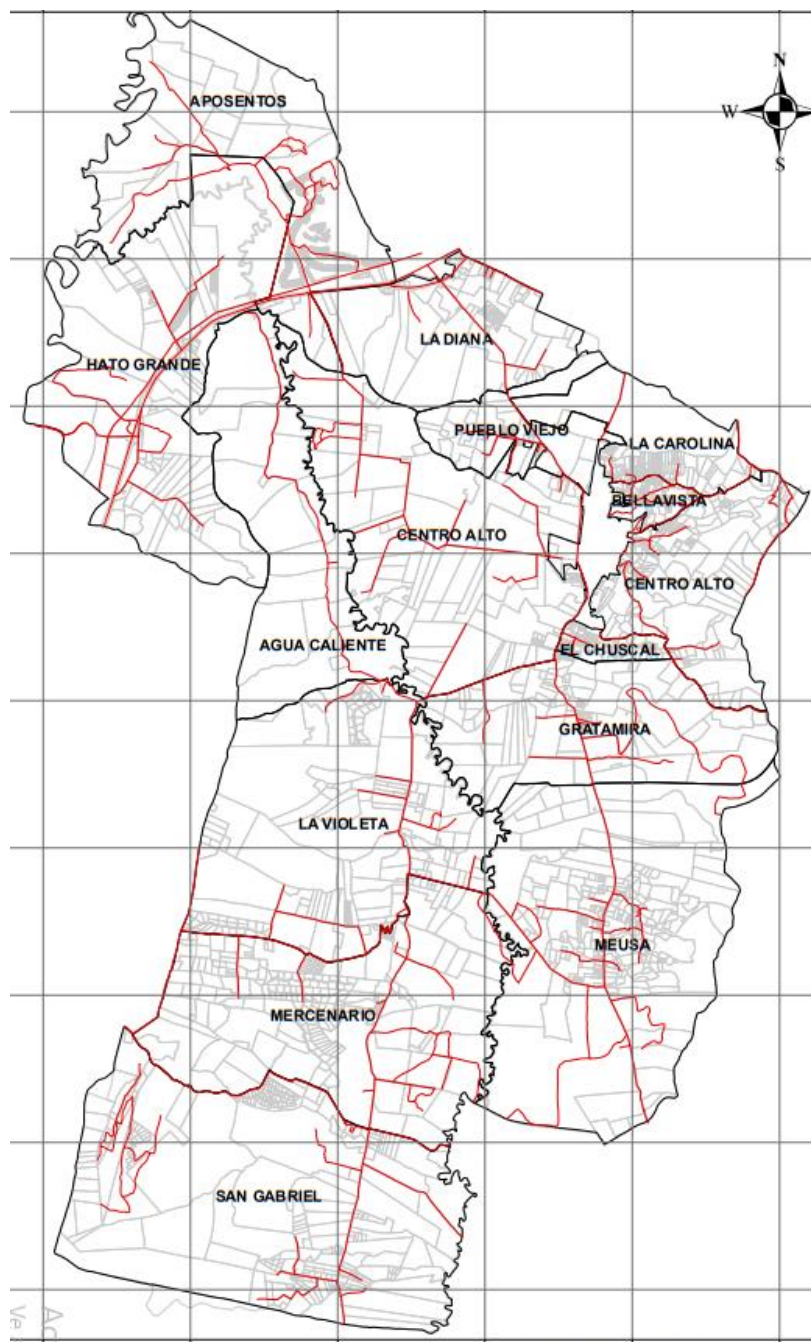 APOSENTOS
N
W
S
LA DIANA
HATO GRANDE
PUEBLO VIEJO
LA CAROLINA
BELLAVISTA
CENTRO ALTO
CENTRO ALTO
AGUA CALIENTE
EL CHUSCAL
GRATAMIRA
LA VIOLETA
MEUSA
MERCENARIO
SAN GABRIEL